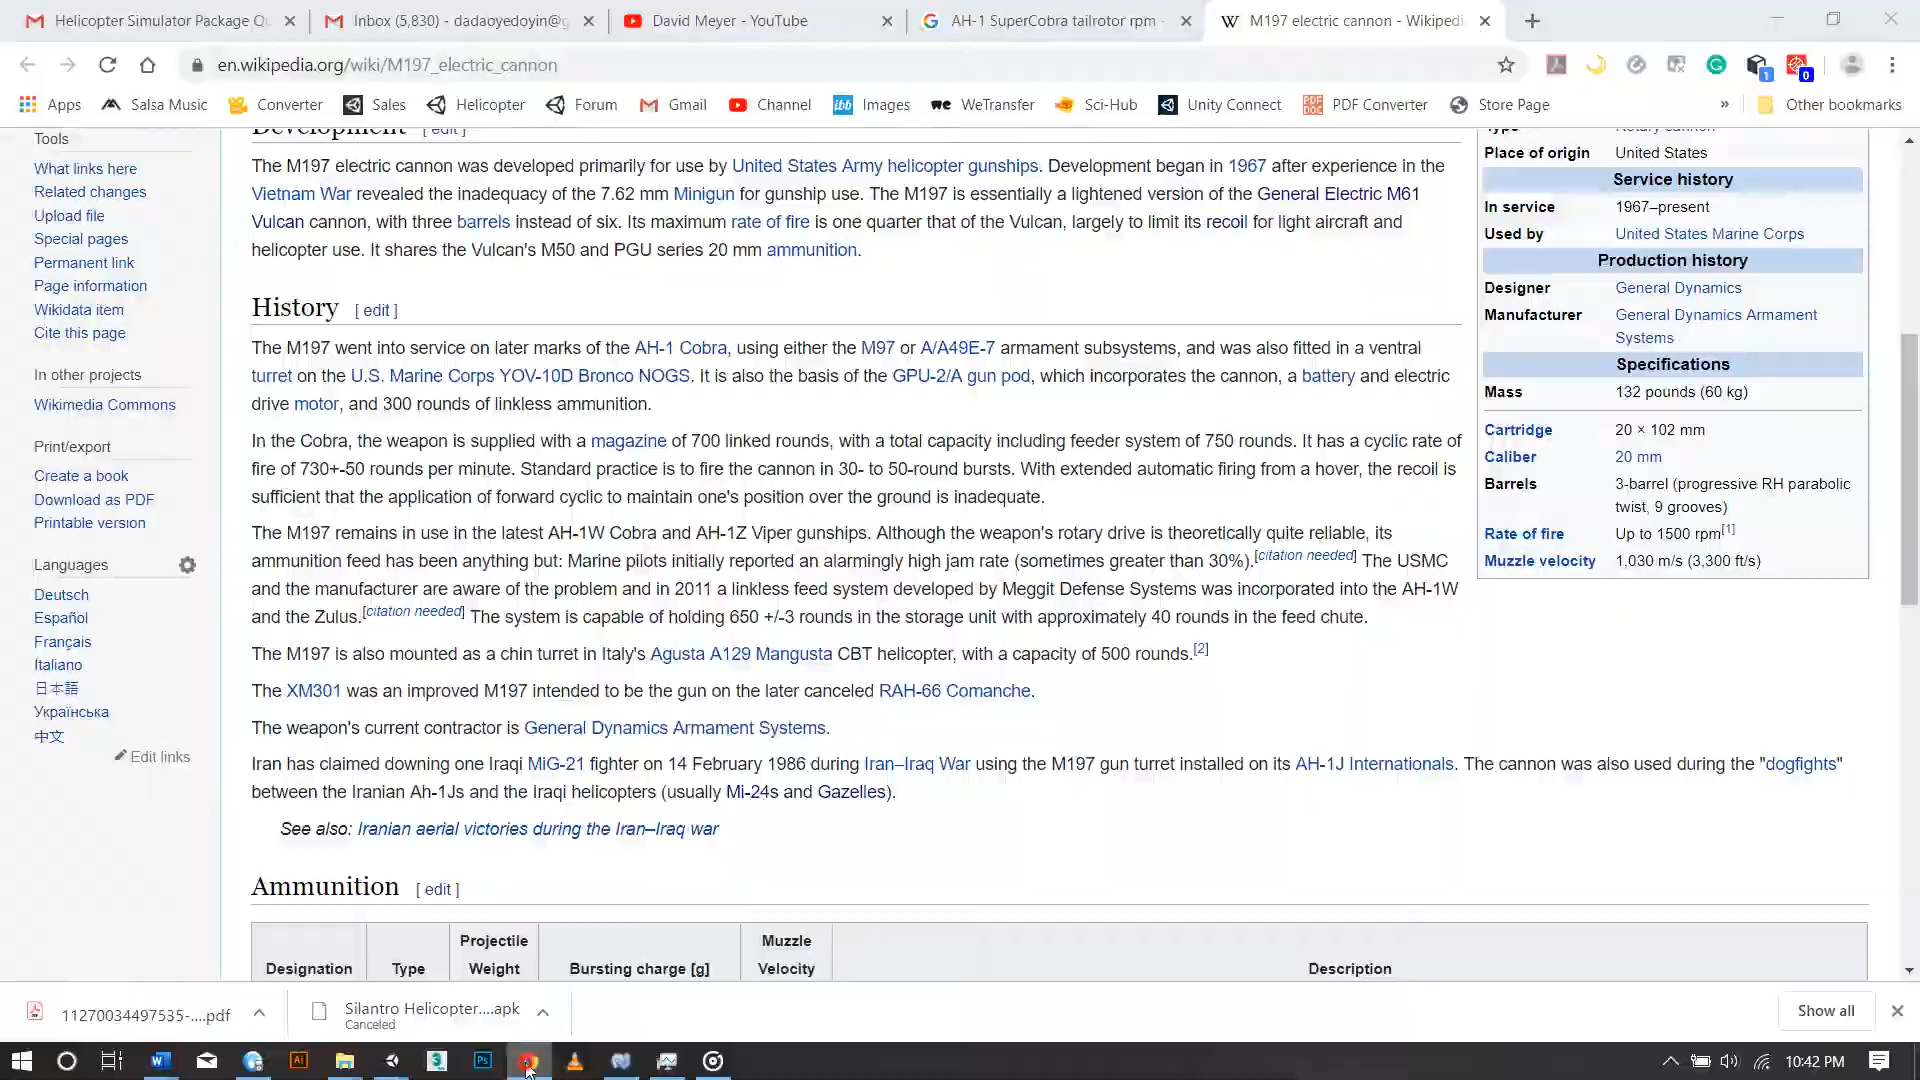 Helicopter Simulator Package Q
Inbox (5,830) - dadaoyedoyin@g
David Meyer - YouTube
AH-1 SuperCobra tailrotor rpm -
M197 electric cannon - Wikipedi
en.wikipedia.org/wiki/M197_electric_cannon
1
0
Apps
Salsa Music
Converter
Sales
Helicopter
Forum
Gmail
Channel
Images
WeTransfer
Sci-Hub
Unity Connect
PDF Converter
Store Page
»
Other bookmarks
Tools
What links here
Related changes
Upload file
Special pages
Permanent link
Page information
Wikidata item
Cite this page
In other projects
Wikimedia Commons
Print/export
Create a book
Download as PDF
Printable version
Languages
Deutsch
Español
Français
Italiano
日本語
Українська
中文
Edit links
Development [ edit ]
The M197 electric cannon was developed primarily for use by United States Army helicopter gunships. Development began in 1967 after experience in the
Vietnam War revealed the inadequacy of the 7.62 mm Minigun for gunship use. The M197 is essentially a lightened version of the General Electric M61
Vulcan cannon, with three barrels instead of six. Its maximum rate of fire is one quarter that of the Vulcan, largely to limit its recoil for light aircraft and
helicopter use. It shares the Vulcan's M50 and PGU series 20 mm ammunition.
History [ edit ]
The M197 went into service on later marks of the AH-1 Cobra, using either the M97 or A/A49E-7 armament subsystems, and was also fitted in a ventral
turret on the U.S. Marine Corps YOV-10D Bronco NOGS. It is also the basis of the GPU-2/A gun pod, which incorporates the cannon, a battery and electric
drive motor, and 300 rounds of linkless ammunition.
In the Cobra, the weapon is supplied with a magazine of 700 linked rounds, with a total capacity including feeder system of 750 rounds. It has a cyclic rate of
fire of 730+-50 rounds per minute. Standard practice is to fire the cannon in 30- to 50-round bursts. With extended automatic firing from a hover, the recoil is
sufficient that the application of forward cyclic to maintain one's position over the ground is inadequate.
The M197 remains in use in the latest AH-1W Cobra and AH-1Z Viper gunships. Although the weapon's rotary drive is theoretically quite reliable, its
ammunition feed has been anything but: Marine pilots initially reported an alarmingly high jam rate (sometimes greater than 30%).[citation needed] The USMC
and the manufacturer are aware of the problem and in 2011 a linkless feed system developed by Meggit Defense Systems was incorporated into the AH-1W
and the Zulus.[citation needed] The system is capable of holding 650 +/-3 rounds in the storage unit with approximately 40 rounds in the feed chute.
The M197 is also mounted as a chin turret in Italy's Agusta A129 Mangusta CBT helicopter, with a capacity of 500 rounds.[2]
The XM301 was an improved M197 intended to be the gun on the later canceled RAH-66 Comanche.
The weapon's current contractor is General Dynamics Armament Systems.
Iran has claimed downing one Iraqi MiG-21 fighter on 14 February 1986 during Iran–Iraq War using the M197 gun turret installed on its AH-1J Internationals. The cannon was also used during the "dogfights"
between the Iranian Ah-1Js and the Iraqi helicopters (usually Mi-24s and Gazelles).
See also: Iranian aerial victories during the Iran–Iraq war
Ammunition [ edit ]
Designation
Type
Projectile
Weight
Bursting charge [g]
Muzzle
Velocity
Description
Type Rotary cannon
Place of origin United States
Service history
In service 1967–present
Used by United States Marine Corps
Production history
Designer General Dynamics
Manufacturer General Dynamics Armament
Systems
Specifications
Mass 132 pounds (60 kg)
Cartridge 20 × 102 mm
Caliber 20 mm
Barrels 3-barrel (progressive RH parabolic
twist, 9 grooves)
Rate of fire Up to 1500 rpm[1]
Muzzle velocity 1,030 m/s (3,300 ft/s)
11270034497535-....pdf
Silantro Helicopter....apk
Canceled
Show all
10:42 PM